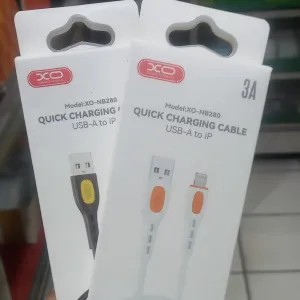 XO
Model:XO-NB280
QUICK CHARGING C
USB-A to iP
XO
3A
Model:XO-NB280
QUICK CHARGING CABLE
USB-A to iP